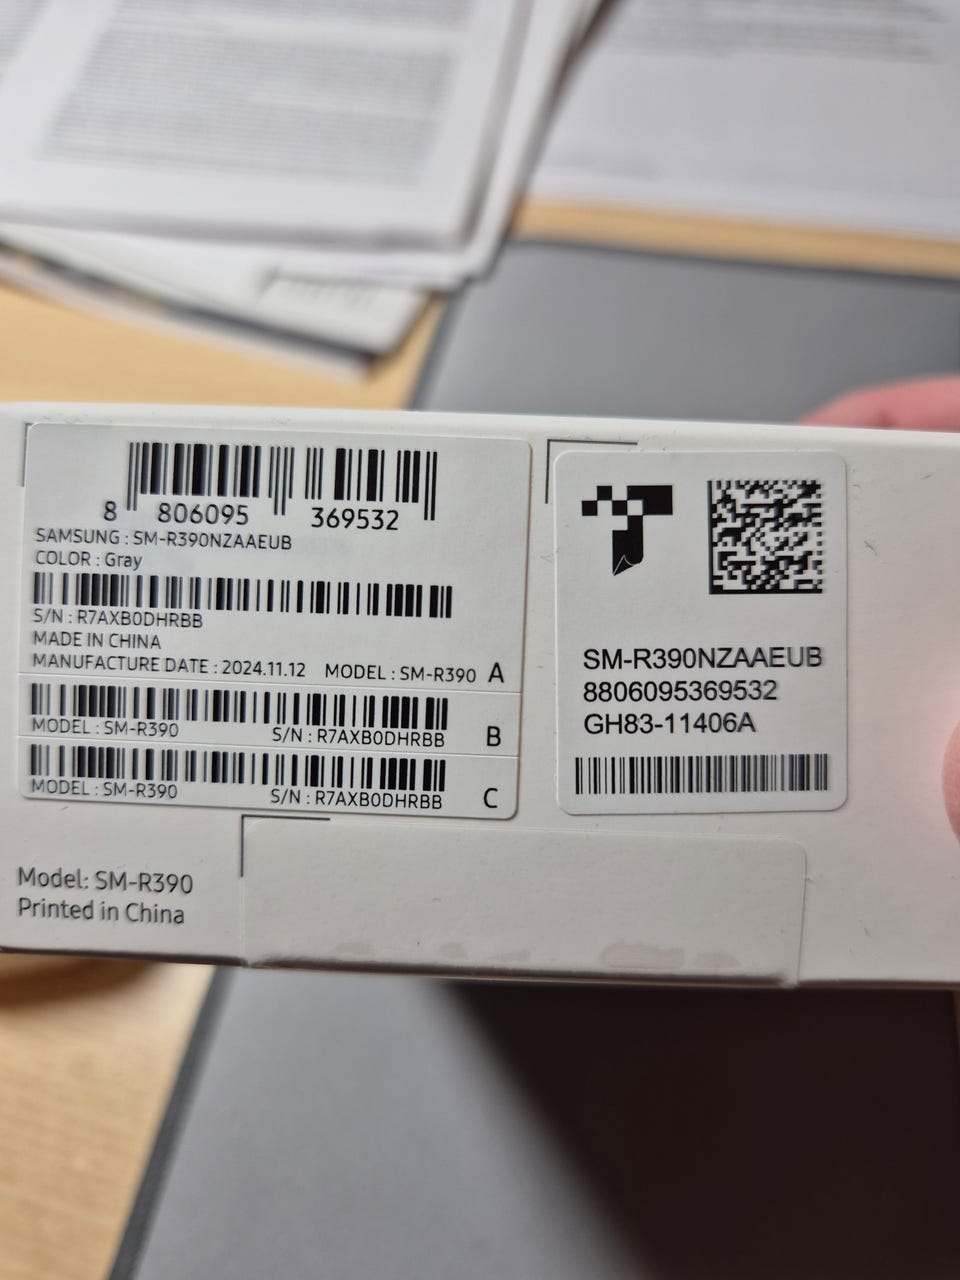 8 806095 369532
SAMSUNG : SM-R390NZAAEUB
COLOR : Gray
S/N : R7AXB0DHRBB
MADE IN CHINA
MANUFACTURE DATE : 2024.11.12 MODEL : SM-R390 A
MODEL : SM-R390 S/N : R7AXB0DHRBB B
MODEL : SM-R390 S/N : R7AXB0DHRBB C
SM-R390NZAAEUB
8806095369532
GH83-11406A
Model: SM-R390
Printed in China